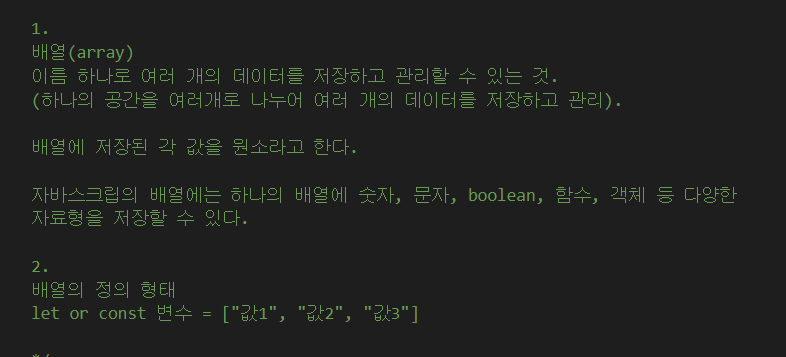 1.
배열(array)
이름 하나로 여러 개의 데이터를 저장하고 관리할 수 있는 것.
(하나의 공간을 여러개로 나누어 여러 개의 데이터를 저장하고 관리).
배열에 저장된 각 값을 원소라고 한다.
자바스크립의 배열에는 하나의 배열에 숫자, 문자, boolean, 함수, 객체 등 다양한
자료형을 저장할 수 있다.
2.
배열의 정의 형태
let or const 변수 = ["값1", "값2", "값3"]